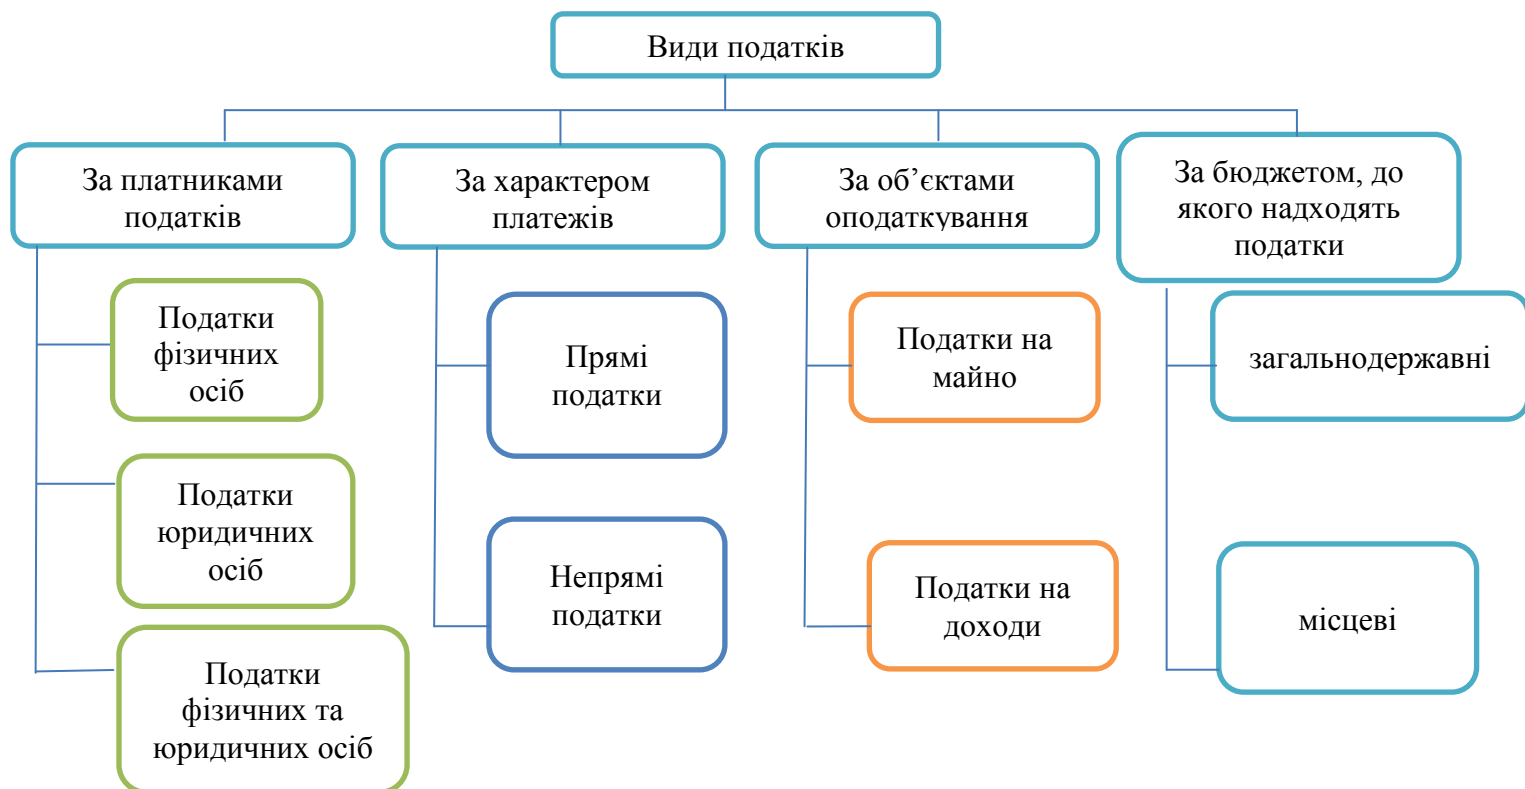 Види податків
За платниками
податків
За характером
платежів
За об’єктами
оподаткування
За бюджетом, до
якого надходять
податки
Податки
фізичних
осіб
Прямі
податки
Податки на
майно
загальнодержавні
Податки
юридичних
осіб
Непрямі
податки
Податки на
доходи
місцеві
Податки
фізичних та
юридичних осіб